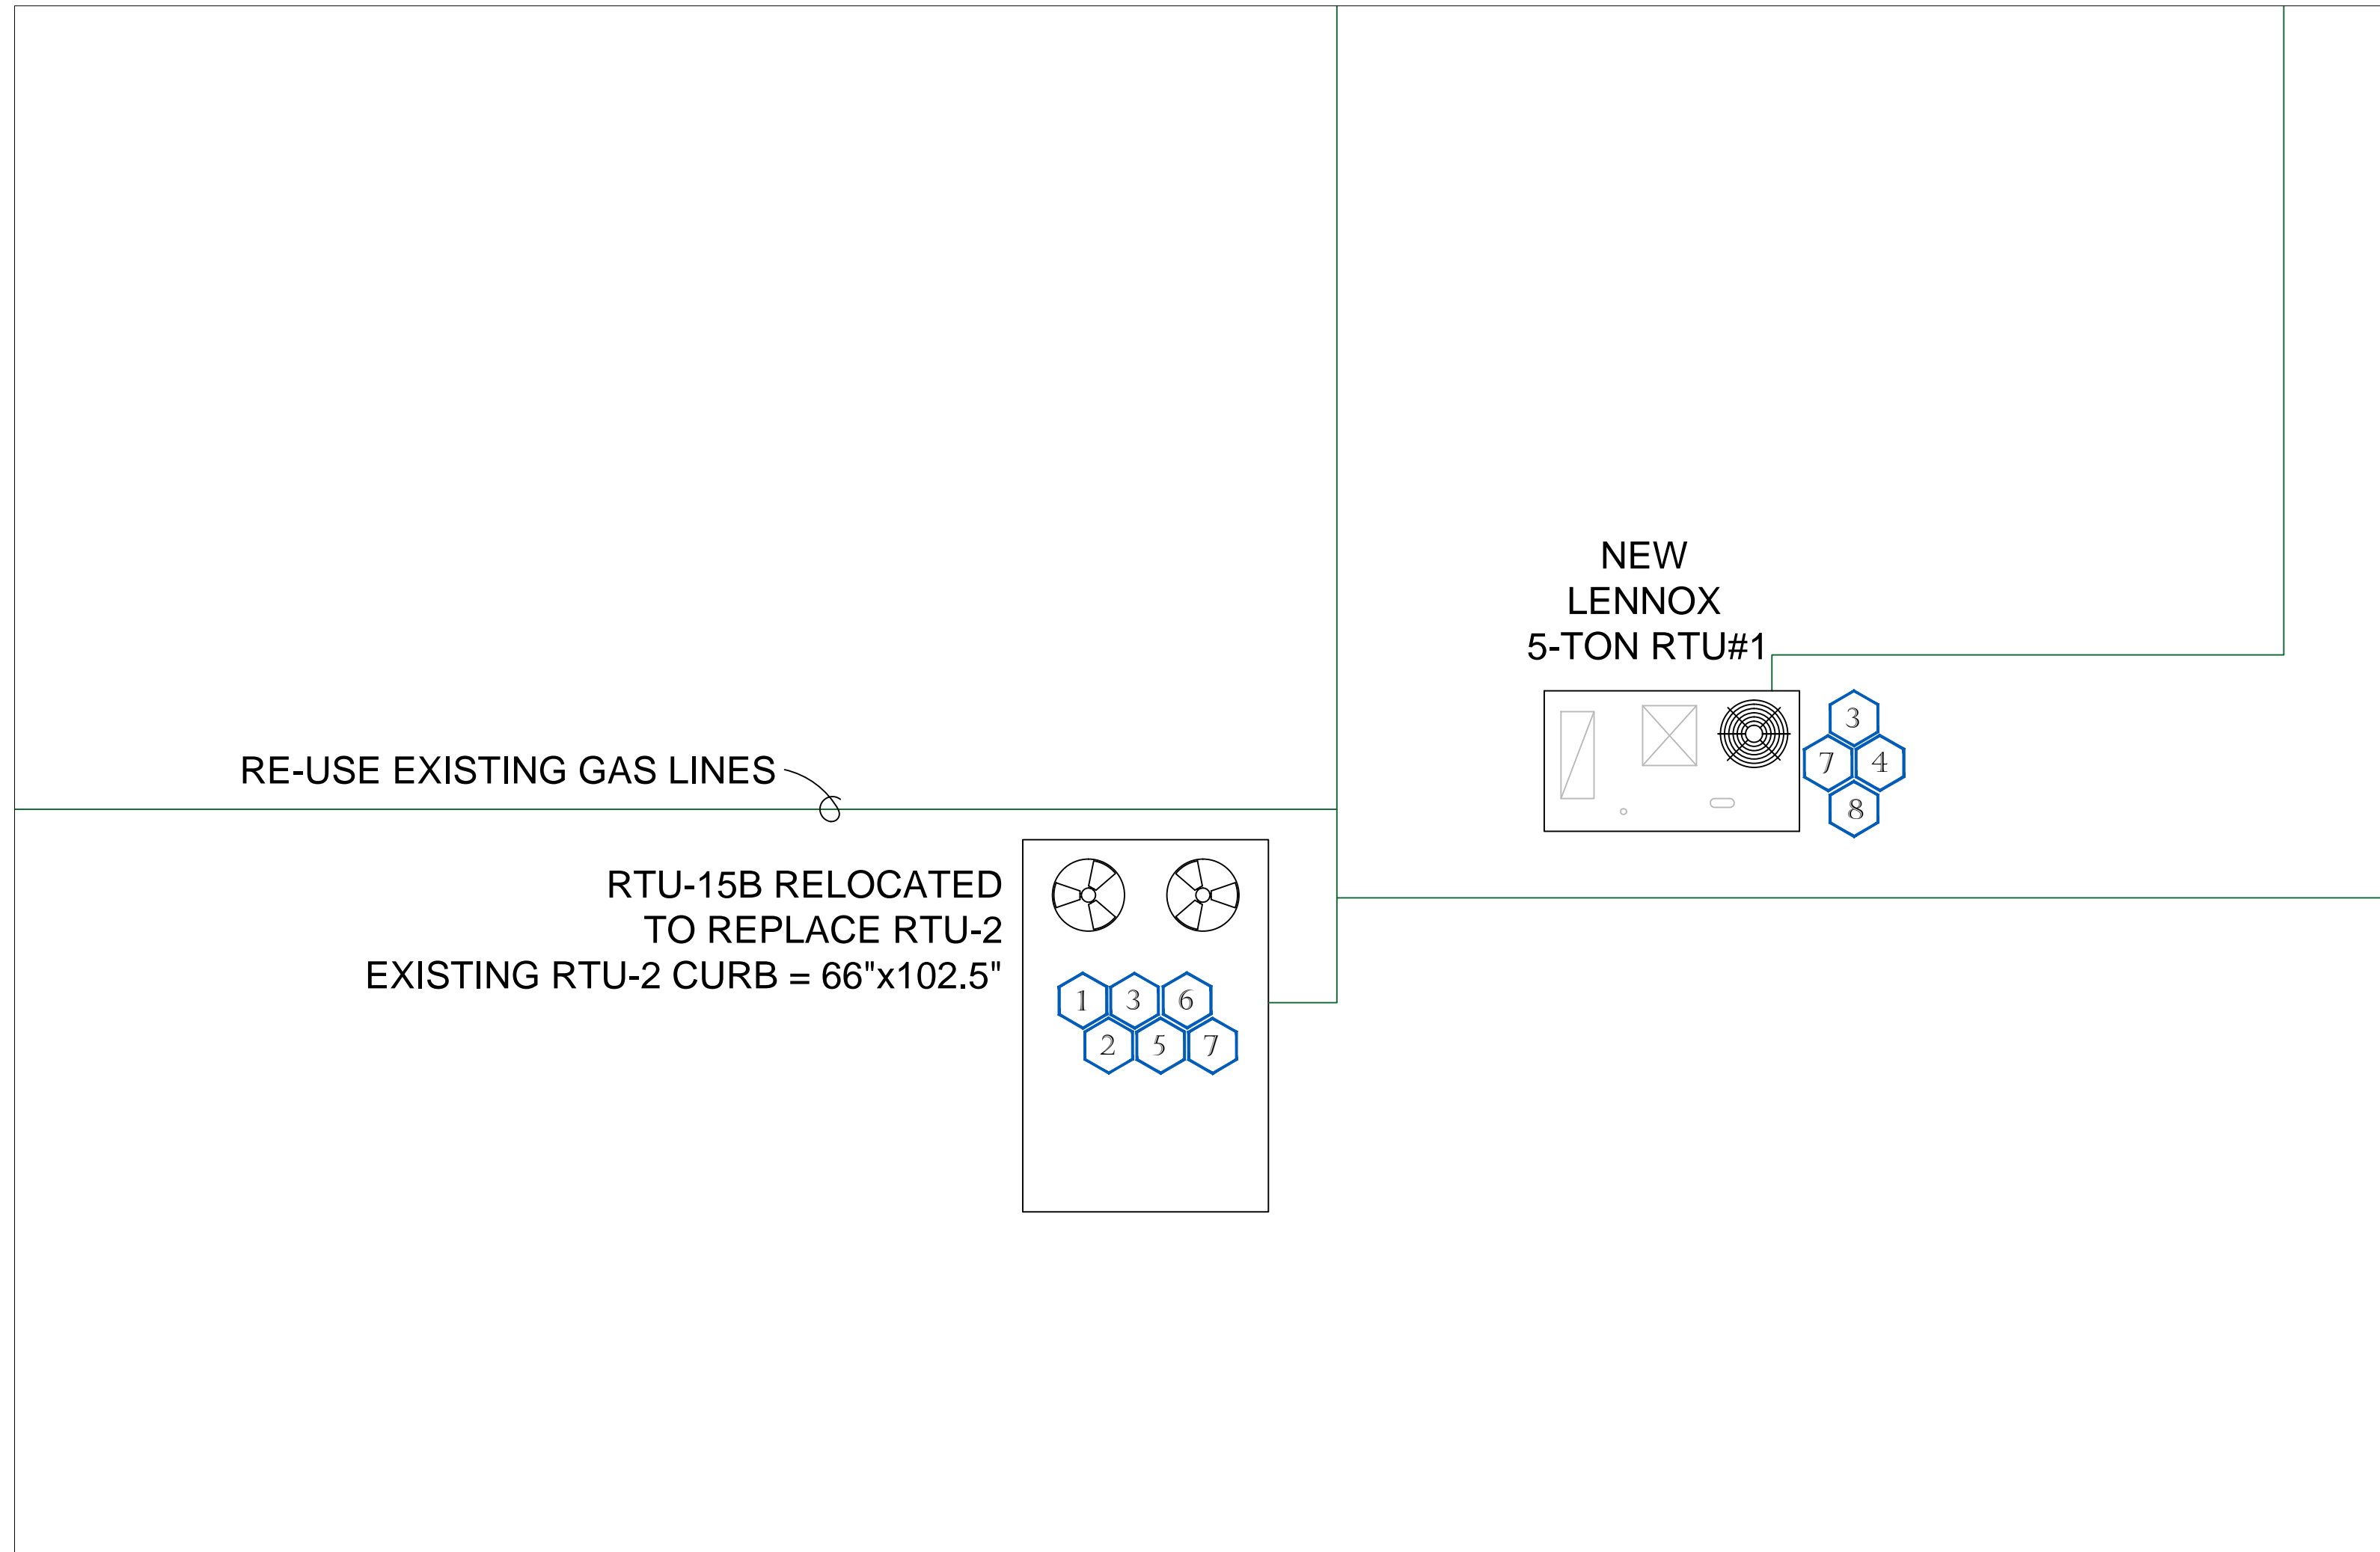 NEW
LENNOX
5-TON RTU#1
3
7 4
8
RE-USE EXISTING GAS LINES
RTU-15B RELOCATED
TO REPLACE RTU-2
EXISTING RTU-2 CURB = 66"x102.5"
1 3 6
2 5 7